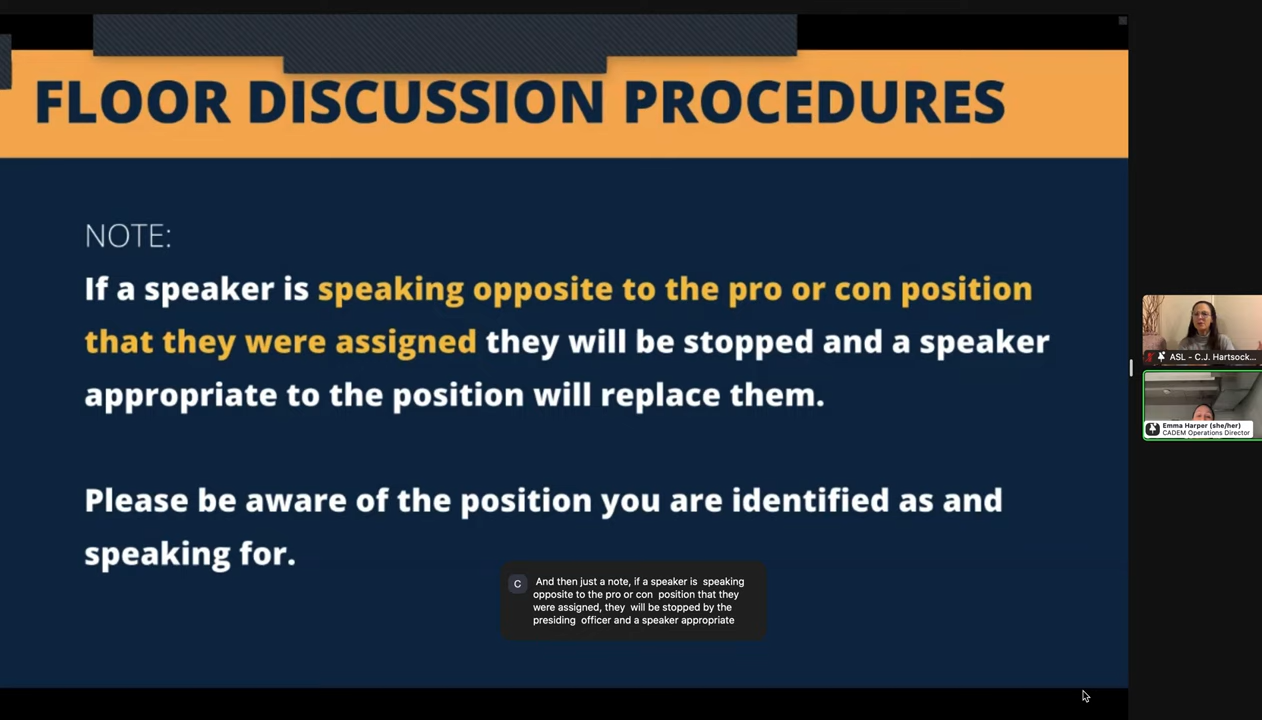 FLOOR DISCUSSION PROCEDURES
NOTE:
If a speaker is speaking opposite to the pro or con position
that they were assigned they will be stopped and a speaker
appropriate to the position will replace them.
Please be aware of the position you are identified as and
speaking for.
C
And then just a note, if a speaker is speaking
opposite to the pro or con position that they
were assigned, they will be stopped by the
presiding officer and a speaker appropriate
ASL - C.J. Hartsock...
Emma Harper (she/her)
CADEM Operations Director